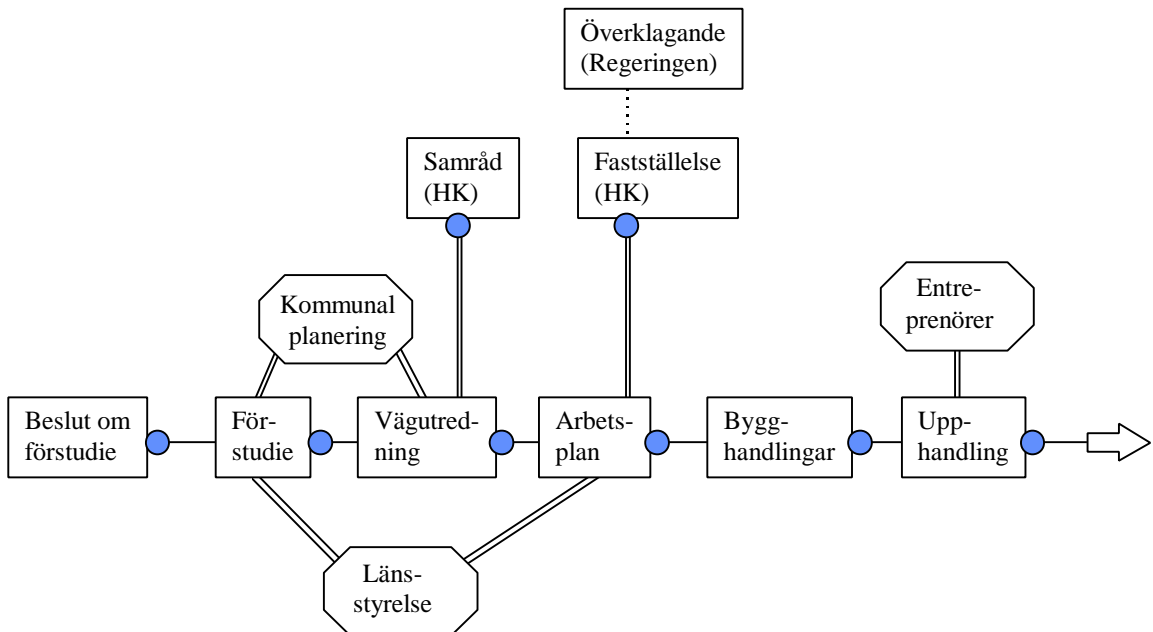 Överklagande
(Regeringen)
Samråd
(HK)
Fastställelse
(HK)
Kommunal
planering
Entre-
prenörer
Beslut om
förstudie
För-
studie
Vägutred-
ning
Arbets-
plan
Bygg-
handlingar
Upp-
handling
Läns-
styrelse